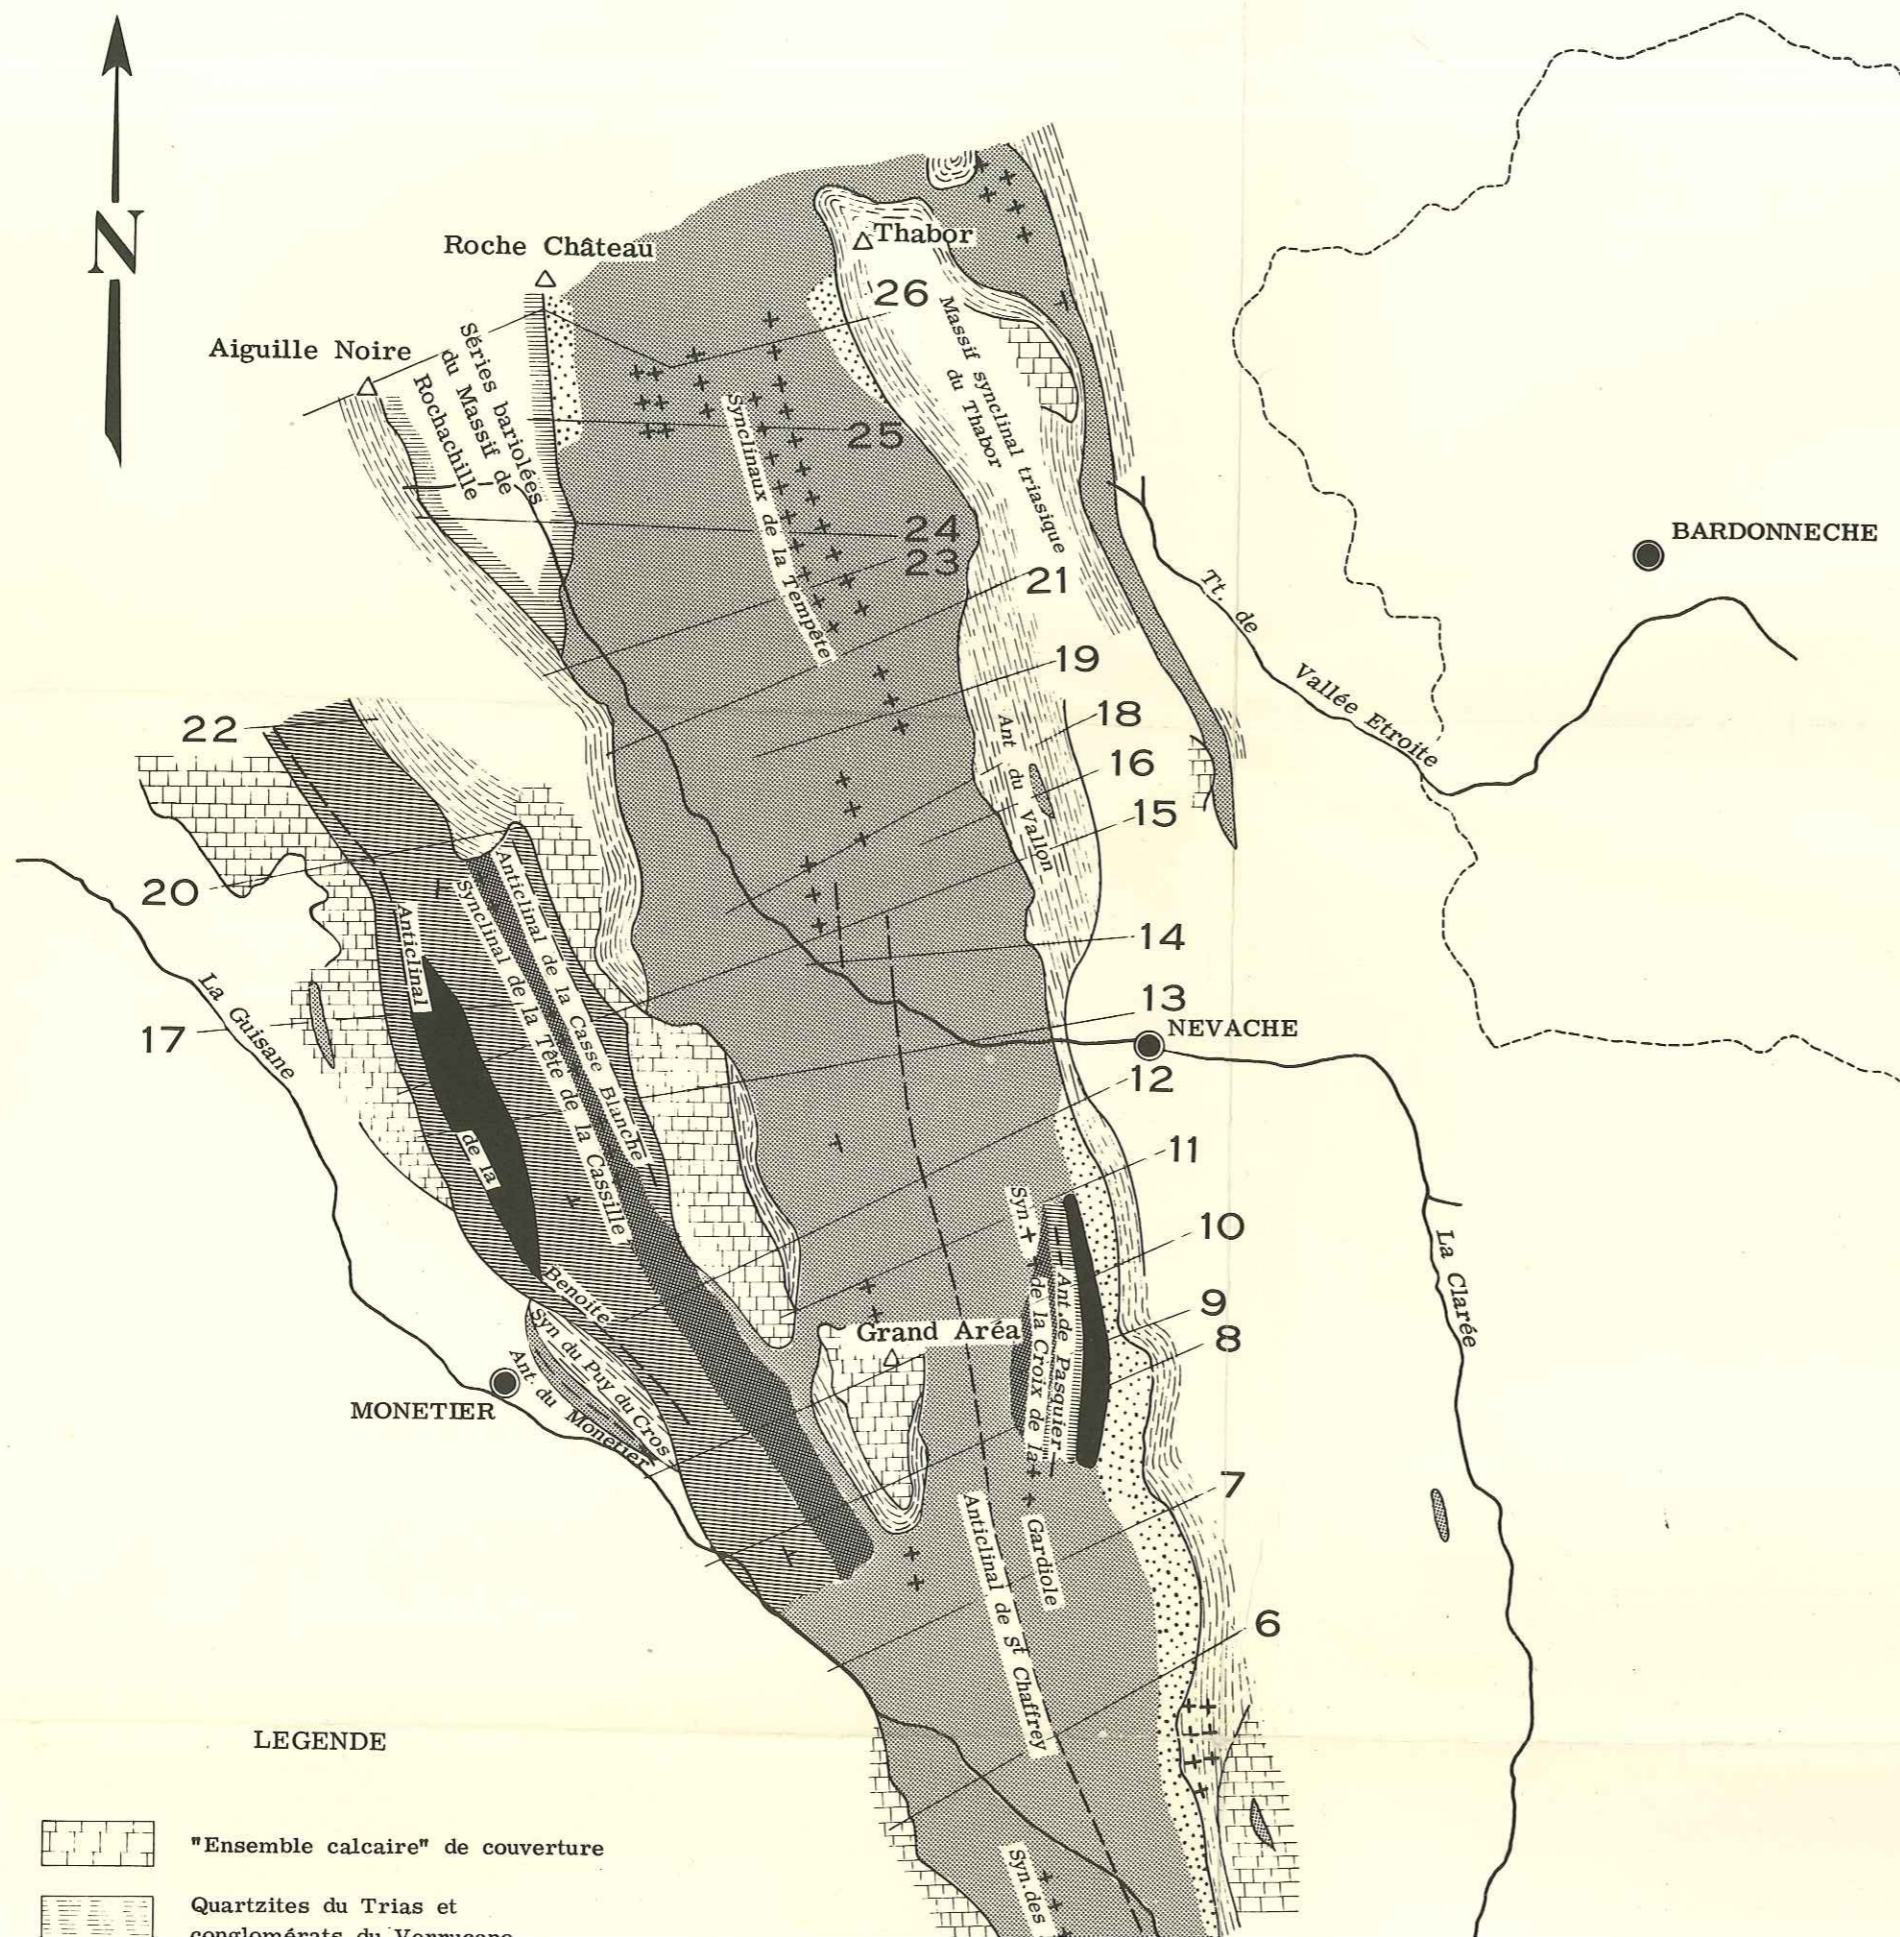 N
Roche Château
Thabor
26
Massif synclinal triasique
du Thabor
Aiguille Noire
Séries bariolées
du Massif de
Rochachille
25
Synclinaux de la Tempête
24
23
BARDONNECHE
21
Tt. de
Vallée Etroite
19
22
18
Ant du Vallon
16
15
20
Anticlinal de la Casse Blanche
Synclinal de la Tête de la Cassille
Anticlinal
de la
Benoite
14
La Guisane
13
17
NEVACHE
12
11
Syn.
de la Croix de la
Gardiole
10
Ant. de Pasquier
La Clarée
9
Grand Aréa
8
Syn du Puy du Cros
Ant. du Monetier
MONETIER
7
Anticlinal de St Chaffrey
6
LEGENDE
"Ensemble calcaire" de couverture
Syn. des
Quartzites du Trias et
conglomérats du Verrucano